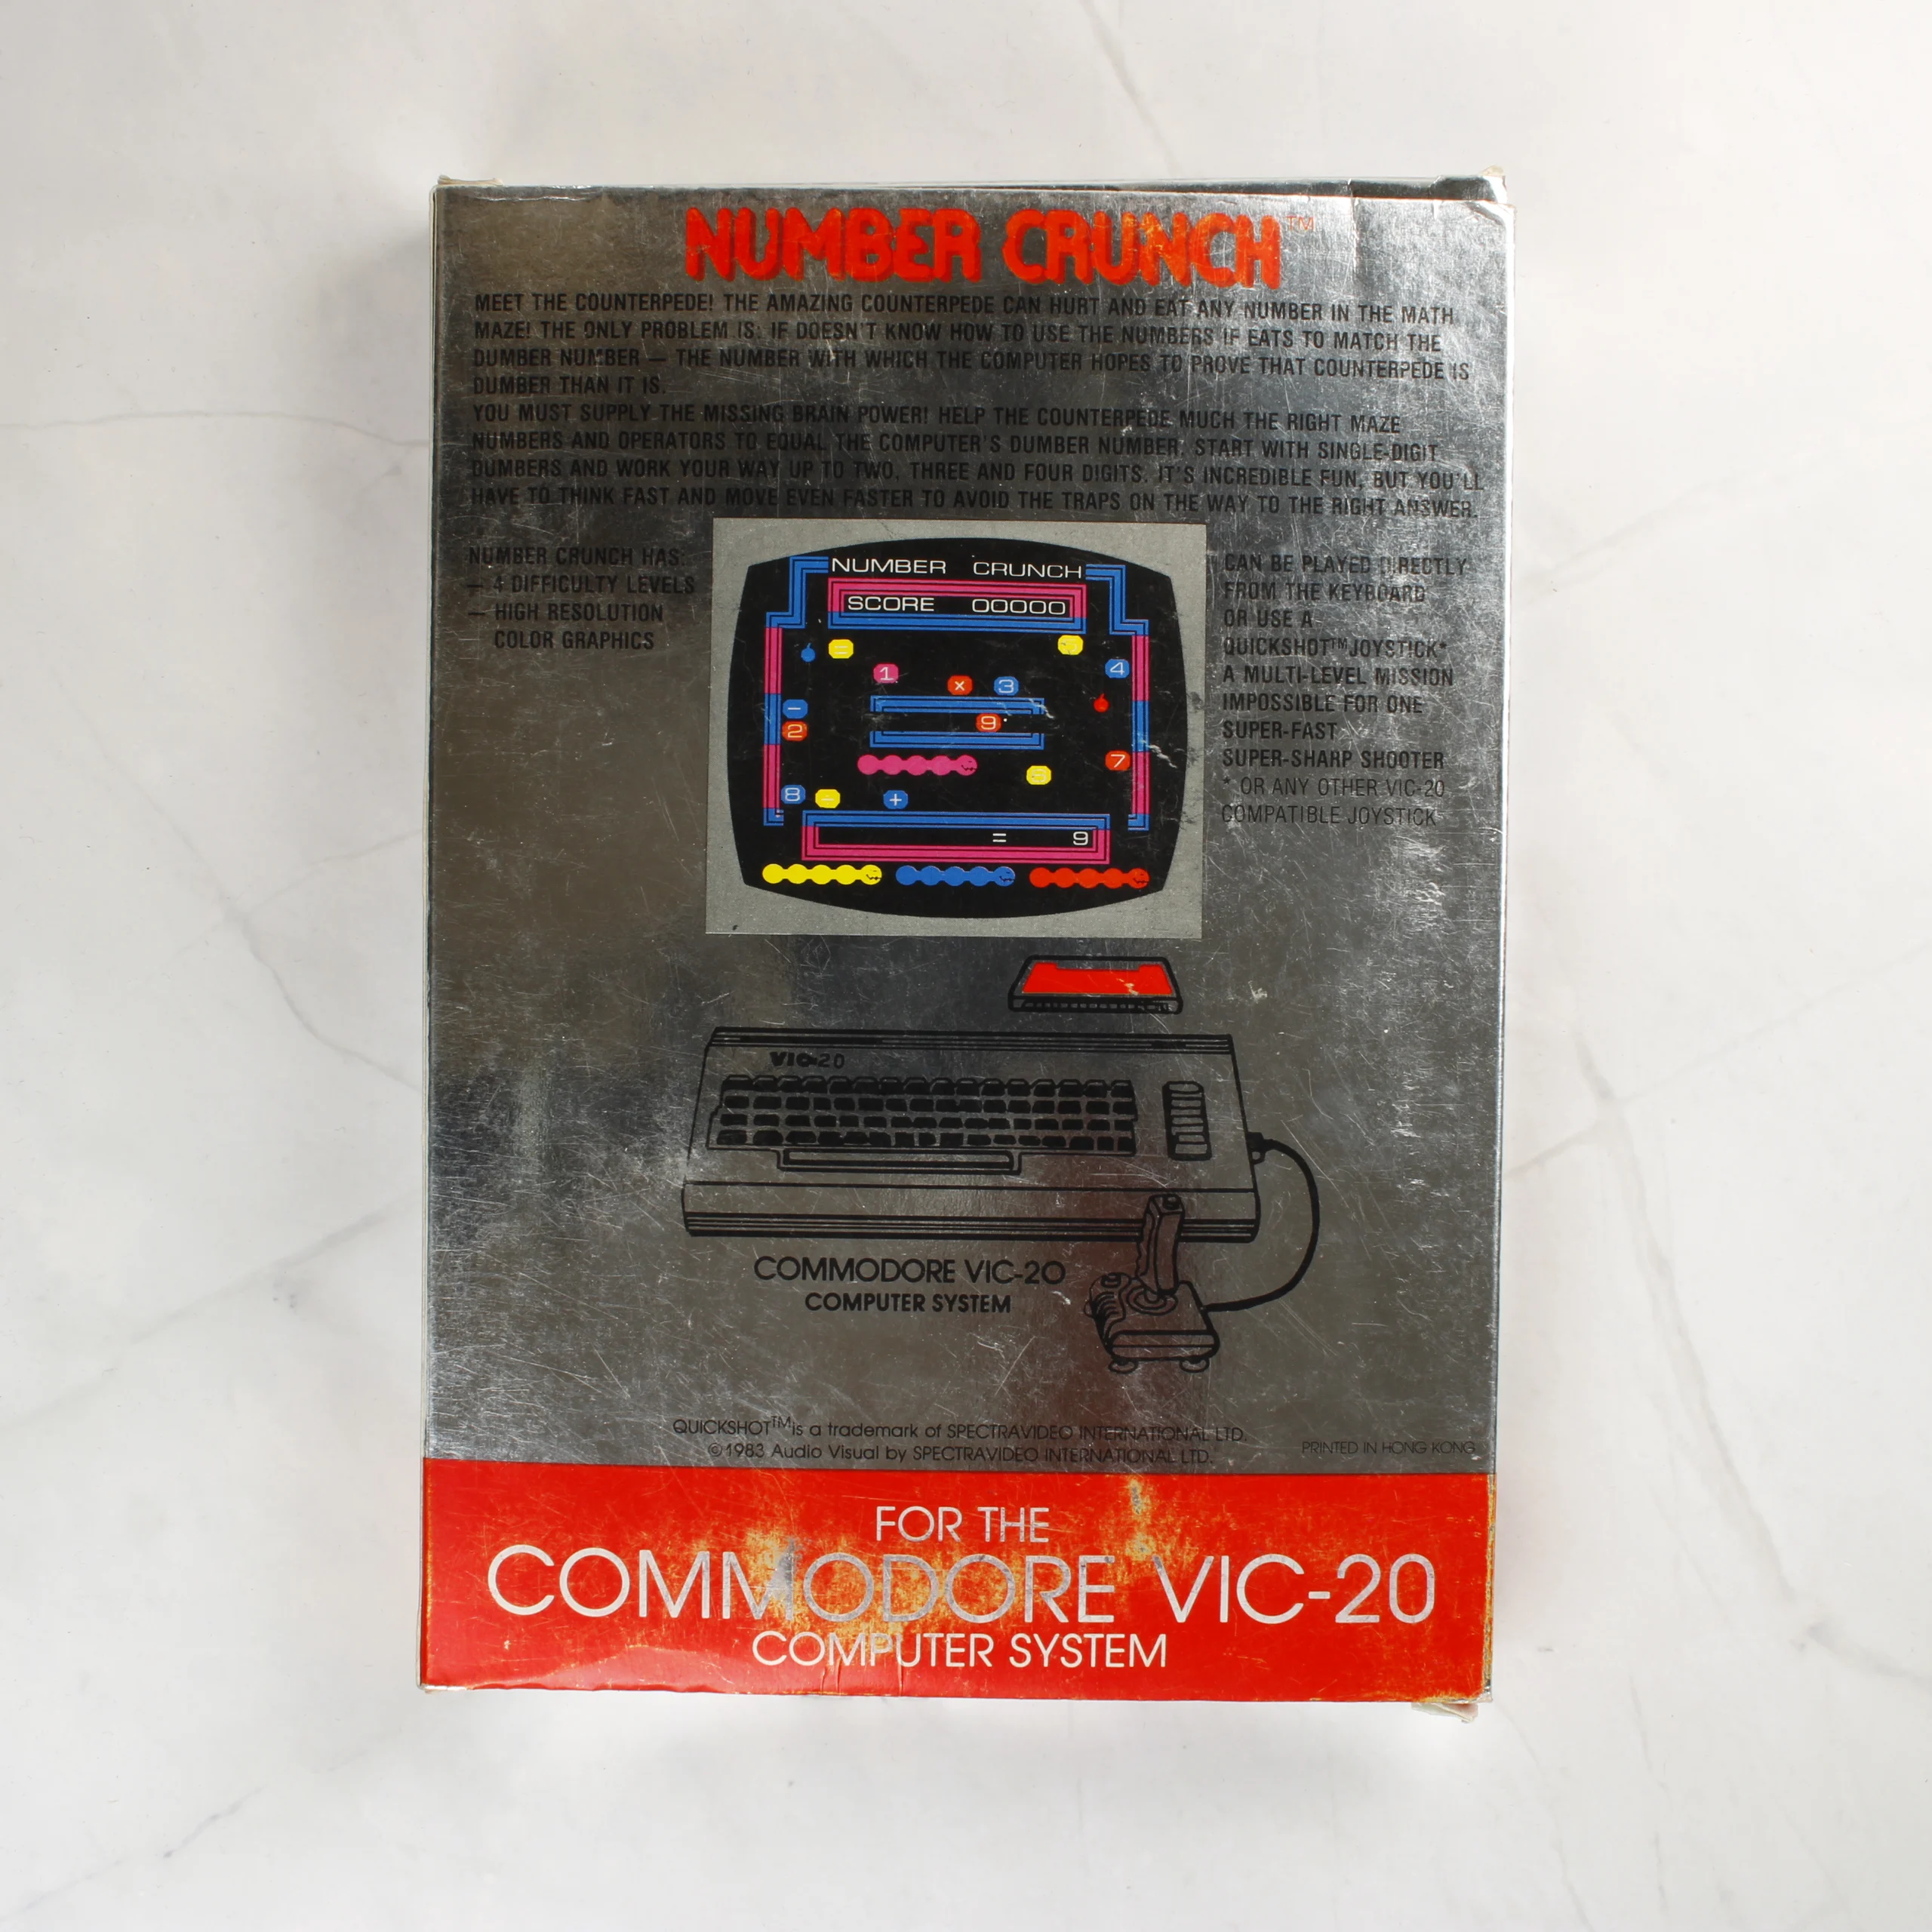 NUMBER CRUNCH™
MEET THE COUNTERPEDE! THE AMAZING COUNTERPEDE CAN HURT AND EAT ANY NUMBER IN THE MATH
MAZE! THE ONLY PROBLEM IS: IF DOESN'T KNOW HOW TO USE THE NUMBERS IF EATS TO MATCH THE
DUMBER NUMBER — THE NUMBER WITH WHICH THE COMPUTER HOPES TO PROVE THAT COUNTERPEDE IS
DUMBER THAN IT IS.
YOU MUST SUPPLY THE MISSING BRAIN POWER! HELP THE COUNTERPEDE MUCH THE RIGHT MAZE
NUMBERS AND OPERATORS TO EQUAL THE COMPUTER'S DUMBER NUMBER. START WITH SINGLE-DIGIT
DUMBERS AND WORK YOUR WAY UP TO TWO, THREE AND FOUR DIGITS. IT'S INCREDIBLE FUN, BUT YOU'LL
HAVE TO THINK FAST AND MOVE EVEN FASTER TO AVOID THE TRAPS ON THE WAY TO THE RIGHT ANSWER.
NUMBER CRUNCH HAS:
— 4 DIFFICULTY LEVELS
— HIGH RESOLUTION
COLOR GRAPHICS
NUMBER CRUNCH
SCORE 00000
=
1
×
3
4
−
2
9
7
8
+
= 9
CAN BE PLAYED DIRECTLY
FROM THE KEYBOARD
OR USE A
QUICKSHOT™ JOYSTICK*
A MULTI-LEVEL MISSION
IMPOSSIBLE FOR ONE
SUPER-FAST
SUPER-SHARP SHOOTER
* OR ANY OTHER VIC-20
COMPATIBLE JOYSTICK
VIC-20
COMMODORE VIC-20
COMPUTER SYSTEM
QUICKSHOT™ is a trademark of SPECTRAVIDEO INTERNATIONAL LTD.
©1983 Audio Visual by SPECTRAVIDEO INTERNATIONAL LTD.
PRINTED IN HONG KONG
FOR THE
COMMODORE VIC-20
COMPUTER SYSTEM